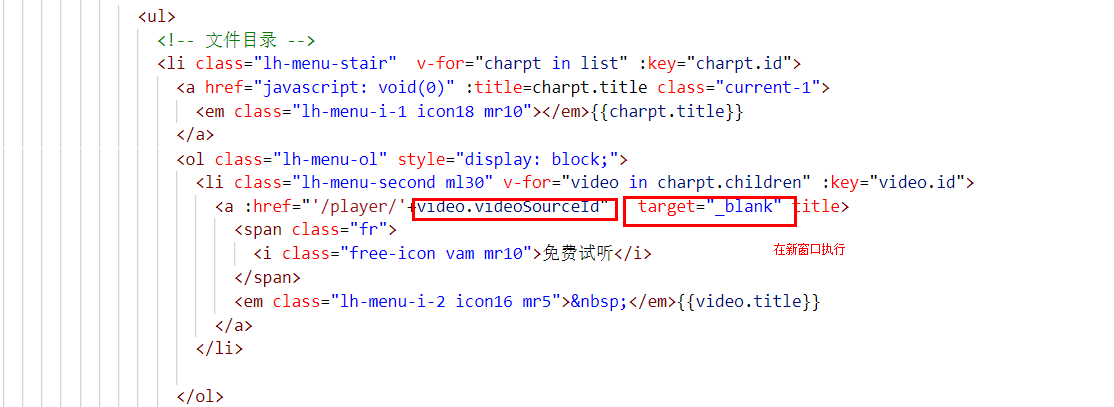 <ul>
<!-- 文件目录 -->
<li class="lh-menu-stair"  v-for="charpt in list" :key="charpt.id">
<a href="javascript: void(0)" :title=charpt.title class="current-1">
<em class="lh-menu-i-1 icon18 mr10"></em>{{charpt.title}}
</a>
<ol class="lh-menu-ol" style="display: block;">
<li class="lh-menu-second ml30" v-for="video in charpt.children" :key="video.id">
<a :href="'/player/'+video.videoSourceId"   target="_blank" title>
<span class="fr">
在新窗口执行
<i class="free-icon vam mr10">免费试听</i>
</span>
<em class="lh-menu-i-2 icon16 mr5">&nbsp;</em>{{video.title}}
</a>
</li>
</ol>